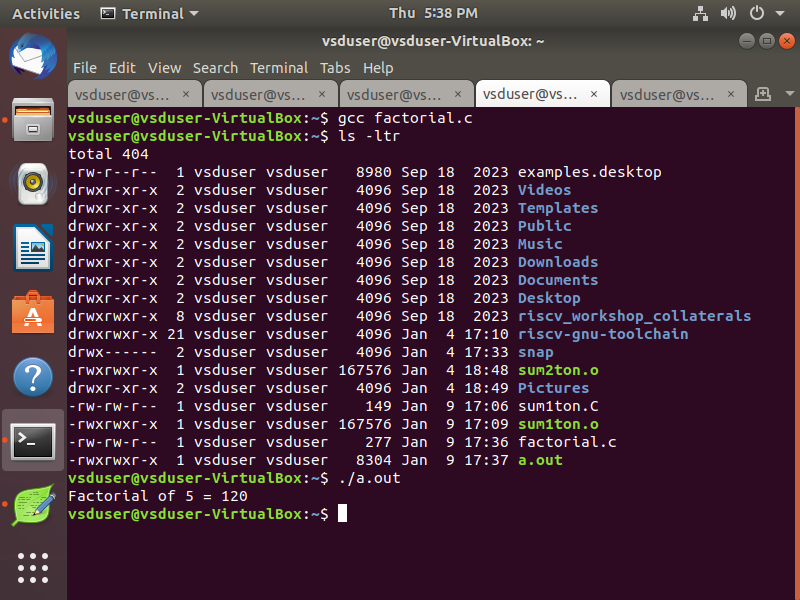 Activities Terminal Thu 5:38 PM
vsduser@vsduser-VirtualBox: ~
File Edit View Search Terminal Tabs Help
vsduser@vs... × vsduser@vs... × vsduser@vs... × vsduser@vs... × vsduser@vs... ×
vsduser@vsduser-VirtualBox:~$ gcc factorial.c
vsduser@vsduser-VirtualBox:~$ ls -ltr
total 404
-rw-r--r--  1 vsduser vsduser   8980 Sep 18  2023 examples.desktop
drwxr-xr-x  2 vsduser vsduser   4096 Sep 18  2023 Videos
drwxr-xr-x  2 vsduser vsduser   4096 Sep 18  2023 Templates
drwxr-xr-x  2 vsduser vsduser   4096 Sep 18  2023 Public
drwxr-xr-x  2 vsduser vsduser   4096 Sep 18  2023 Music
drwxr-xr-x  2 vsduser vsduser   4096 Sep 18  2023 Downloads
drwxr-xr-x  2 vsduser vsduser   4096 Sep 18  2023 Documents
drwxr-xr-x  2 vsduser vsduser   4096 Sep 18  2023 Desktop
drwxrwxr-x  8 vsduser vsduser   4096 Sep 18  2023 riscv_workshop_collaterals
drwxrwxr-x 21 vsduser vsduser   4096 Jan  4 17:10 riscv-gnu-toolchain
drwx------  2 vsduser vsduser   4096 Jan  4 17:33 snap
-rwxrwxr-x  1 vsduser vsduser 167576 Jan  4 18:48 sum2ton.o
drwxr-xr-x  2 vsduser vsduser   4096 Jan  4 18:49 Pictures
-rw-rw-r--  1 vsduser vsduser    149 Jan  9 17:06 sum1ton.C
-rwxrwxr-x  1 vsduser vsduser 167576 Jan  9 17:09 sum1ton.o
-rw-rw-r--  1 vsduser vsduser    277 Jan  9 17:36 factorial.c
-rwxrwxr-x  1 vsduser vsduser   8304 Jan  9 17:37 a.out
vsduser@vsduser-VirtualBox:~$ ./a.out
Factorial of 5 = 120
vsduser@vsduser-VirtualBox:~$